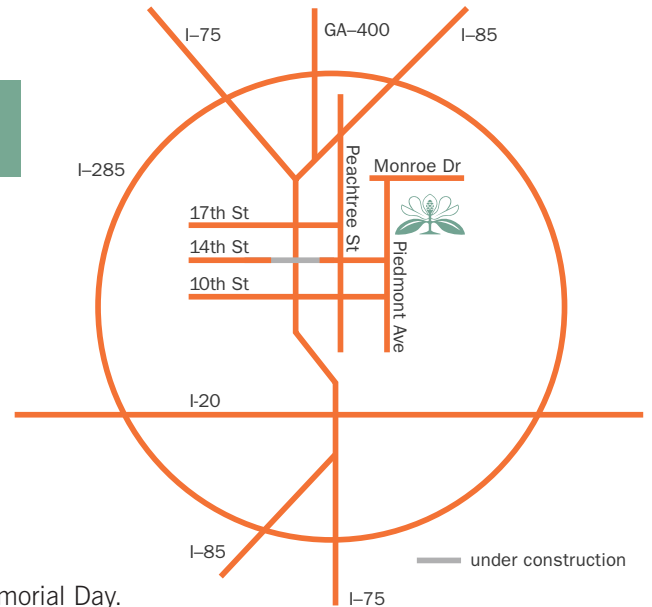 I–75
GA–400
I–85
I–285
Monroe Dr
Peachtree St
17th St
14th St
Piedmont Ave
10th St
I-20
I–85
under construction
morial Day.
I–75